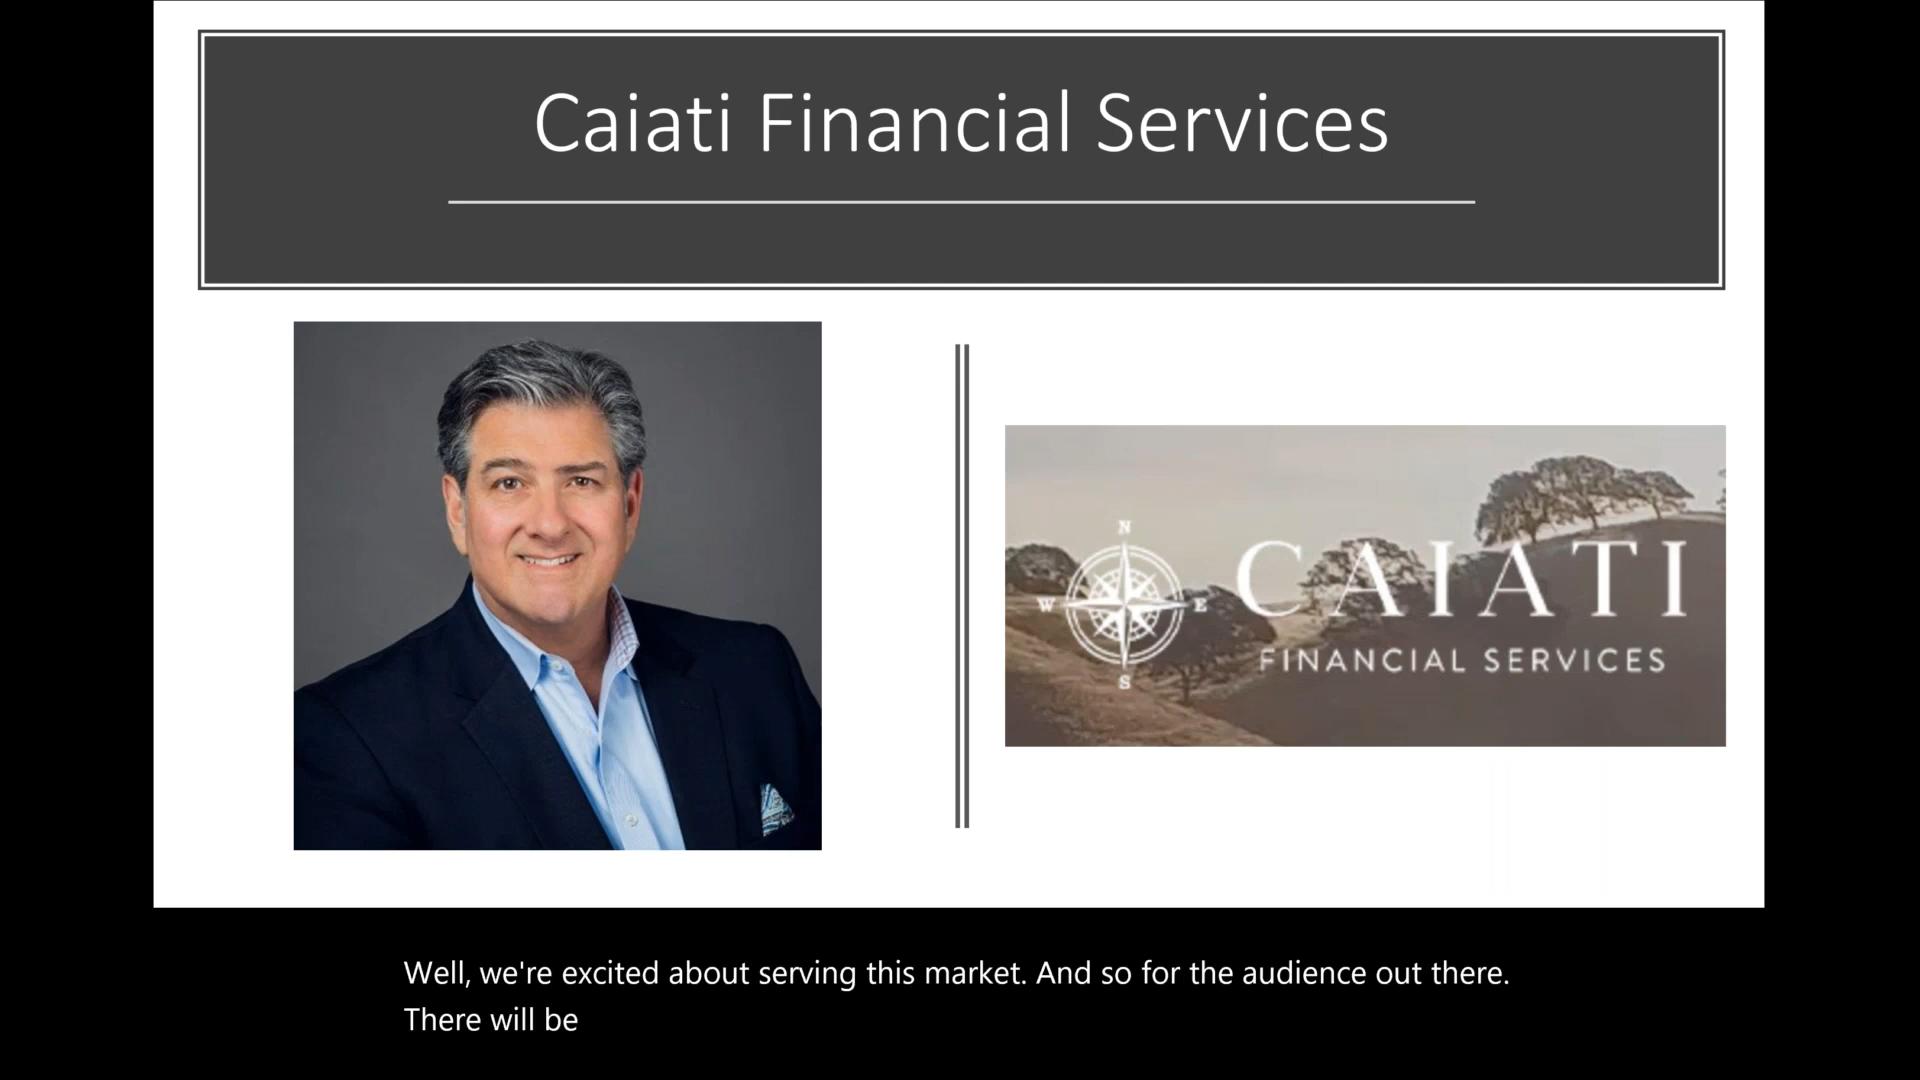 Caiati Financial Services
N
W
E
S
CAIATI
FINANCIAL SERVICES
Well, we're excited about serving this market. And so for the audience out there.
There will be